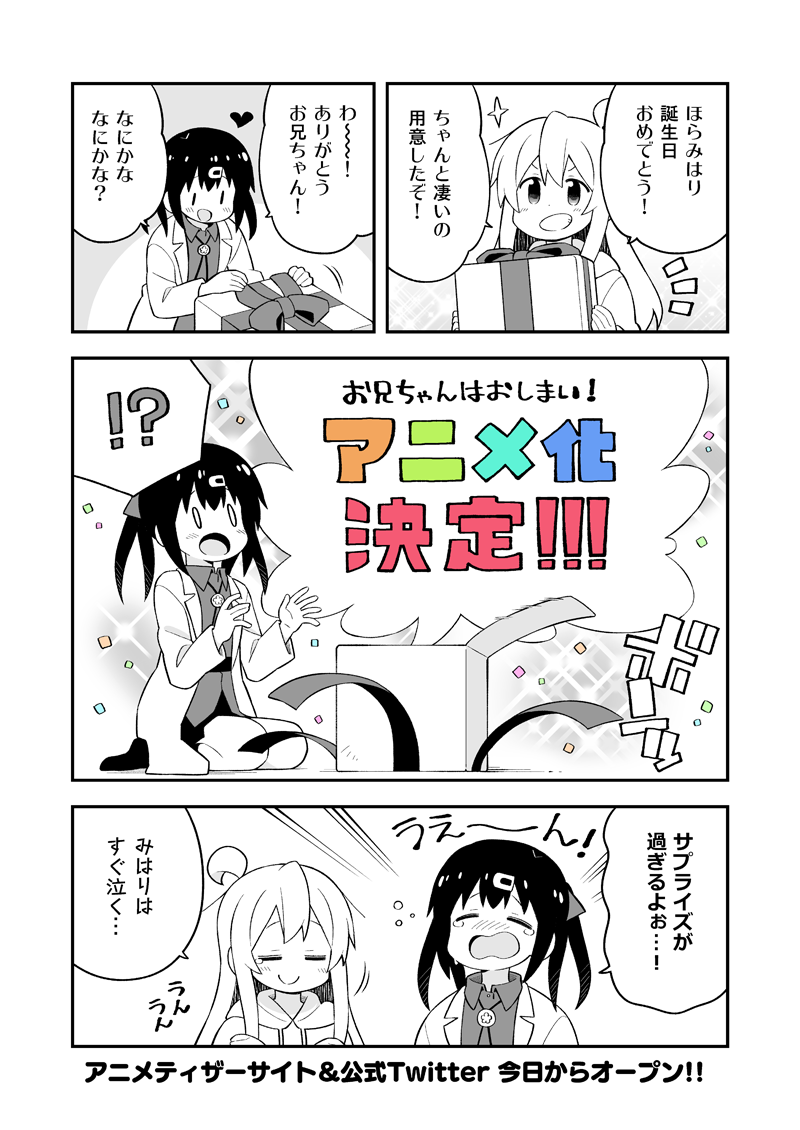 ほらみはり
誕生日
おめでとう！
ちゃんと凄いの
用意したぞ！
わ〜〜！
ありがとう
お兄ちゃん！
なにかな
なにかな？
お兄ちゃんはおしまい！
アニメ化
決定!!!
!?
ボーーン
サプライズが
過ぎるよぉ…！
うえーーん！
みはりは
すぐ泣く…
うん
うん
アニメティザーサイト&公式Twitter 今日からオープン!!